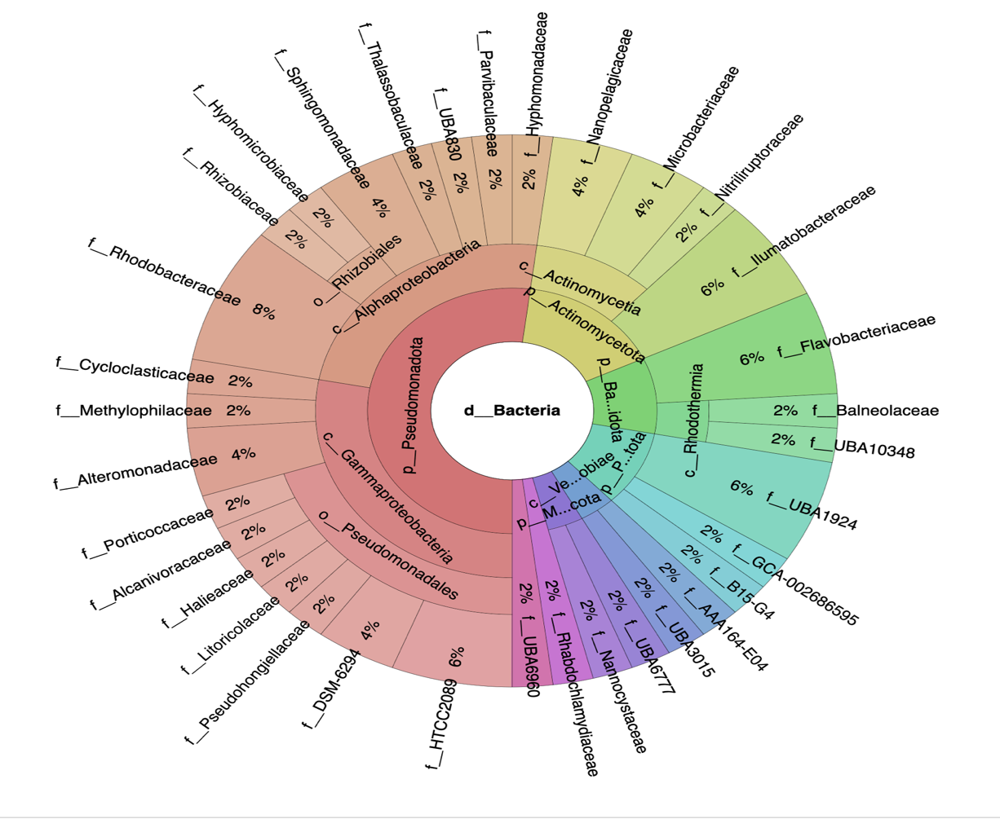 d__Bacteria
p__Pseudomonadota
p__Actinomycetota
p__Ba...idota
p__P...tota
c__Ve...obiae
p__M...cota
c__Alphaproteobacteria
c__Gammaproteobacteria
c__Actinomycetia
c__Rhodothermia
o__Rhizobiales
o__Pseudomonadales
2% f__Hyphomonadaceae
4% f__Nanopelagicaceae
4% f__Microbacteriaceae
2% f__Nitriliruptoraceae
6% f__Ilumatobacteraceae
6% f__Flavobacteriaceae
2% f__Balneolaceae
2% f__UBA10348
6% f__UBA1924
2% f__GCA-002686595
2% f__B15-G4
2% f__AAA164-E04
2% f__UBA3015
2% f__UBA6777
2% f__Nannocystaceae
2% f__Rhabdochlamydiaceae
2% f__UBA6960
f__HTCC2089 6%
f__DSM-6294 4%
f__Pseudohongiellaceae 2%
f__Litoricolaceae 2%
f__Halieaceae 2%
f__Alcanivoracaceae 2%
f__Porticoccaceae 2%
f__Alteromonadaceae 4%
f__Methylophilaceae 2%
f__Cycloclasticaceae 2%
f__Rhodobacteraceae 8%
f__Rhizobiaceae 2%
f__Hyphomicrobiaceae 2%
f__Sphingomonadaceae 4%
f__Thalassobaculaceae 2%
f__UBA830 2%
f__Parvibaculaceae 2%